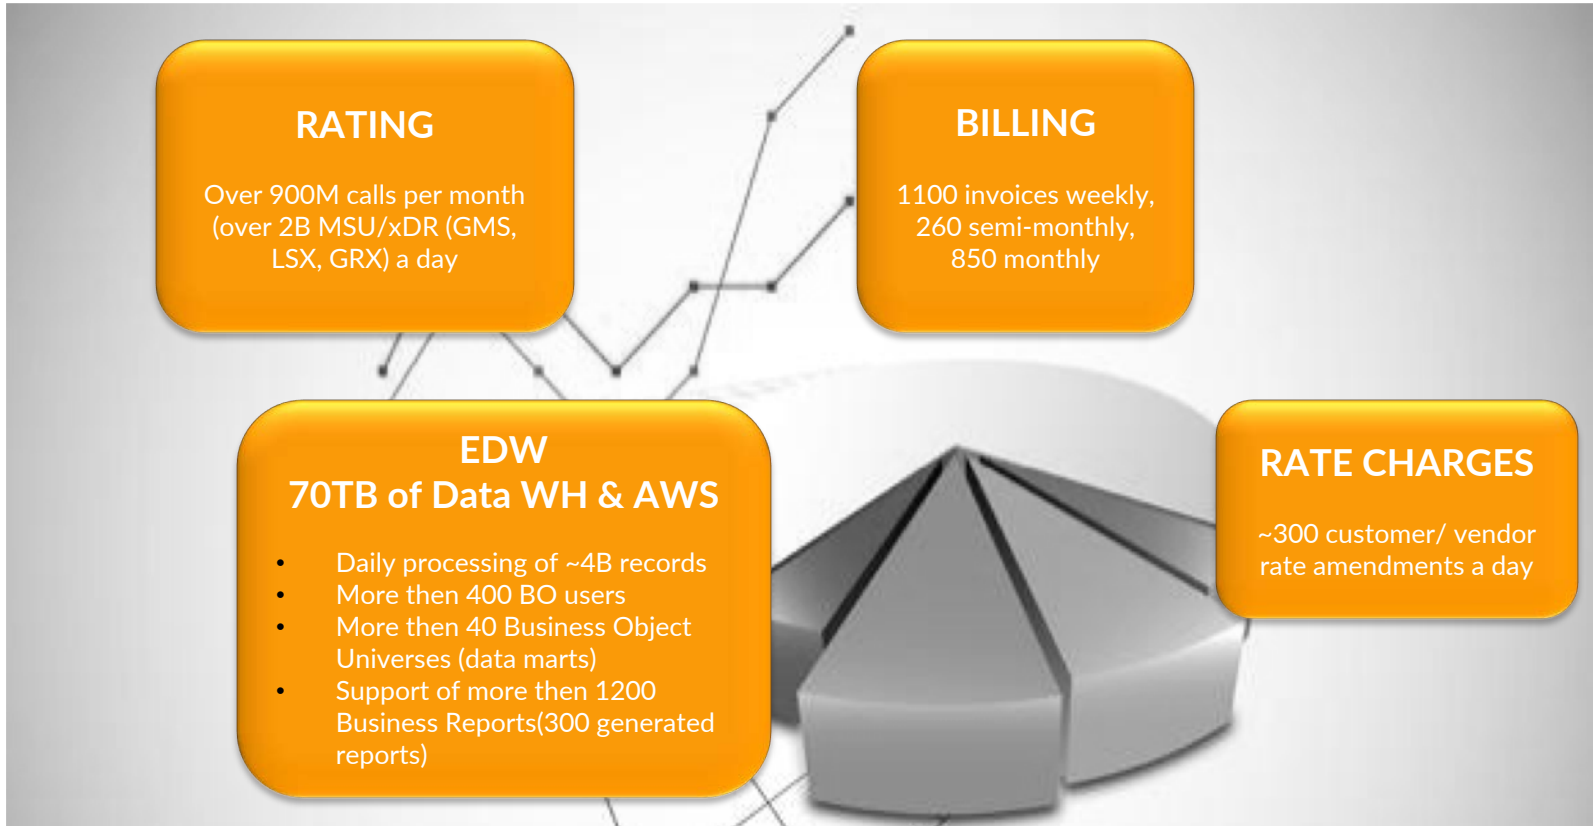 RATING
Over 900M calls per month
(over 2B MSU/xDR (GMS,
LSX, GRX) a day
BILLING
1100 invoices weekly,
260 semi-monthly,
850 monthly
EDW
70TB of Data WH & AWS
• Daily processing of ~4B records
• More then 400 BO users
• More then 40 Business Object
Universes (data marts)
• Support of more then 1200
Business Reports(300 generated
reports)
RATE CHARGES
~300 customer/ vendor
rate amendments a day